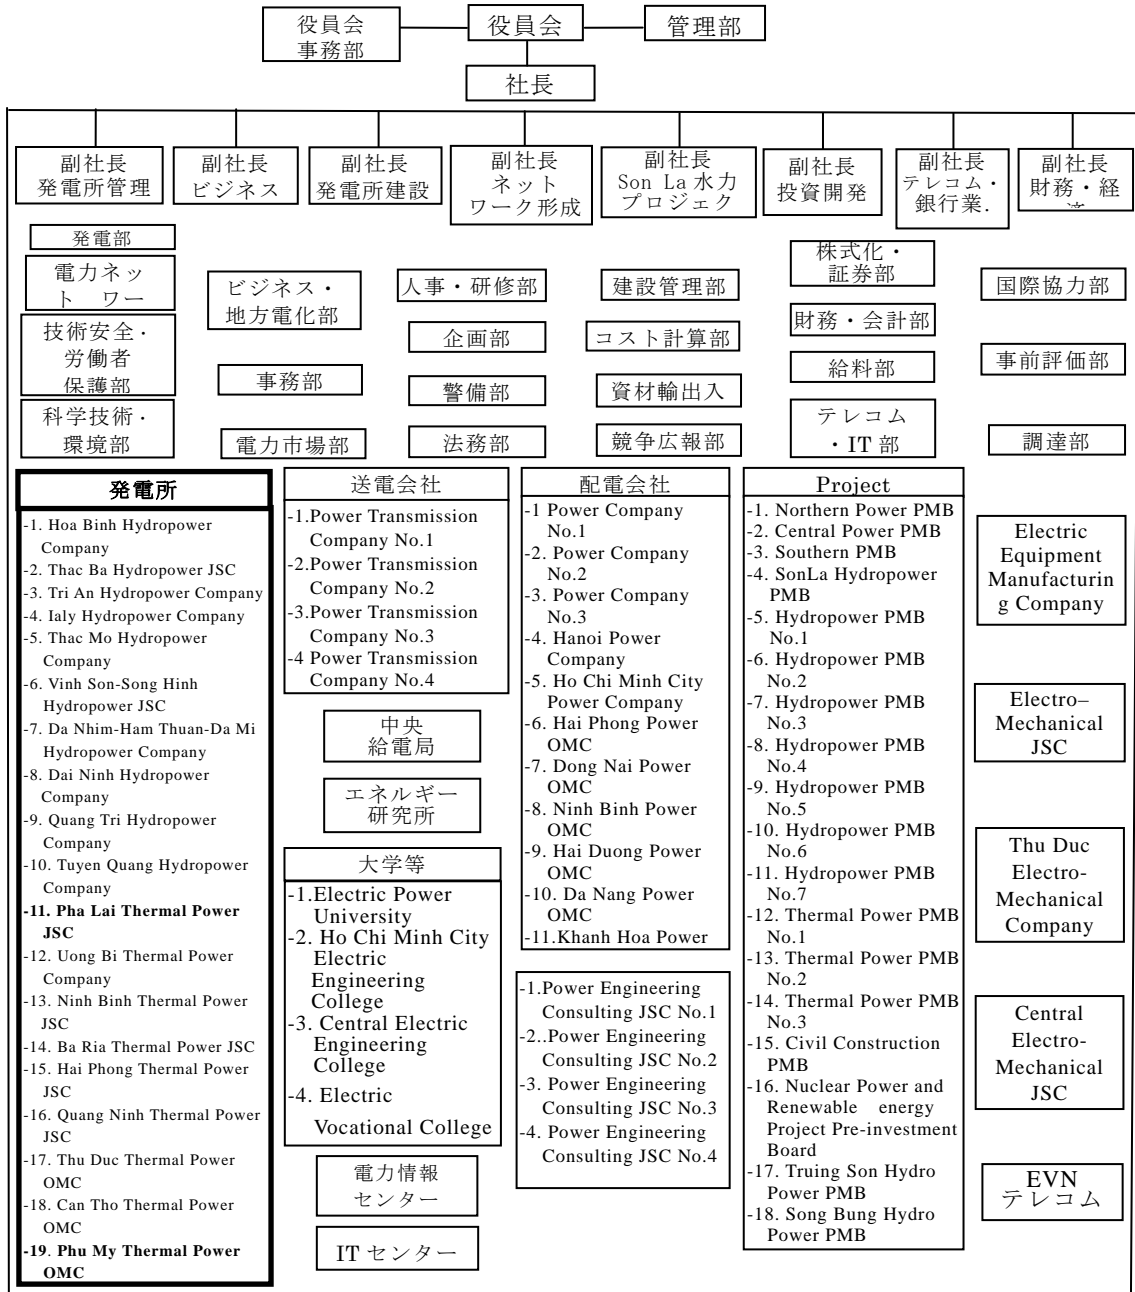 役員会
事務部
役員会
管理部
社長
副社長
発電所管理
副社長
ビジネス
副社長
発電所建設
副社長
ネット
ワーク形成
副社長
Son La 水力
プロジェク
副社長
投資開発
副社長
テレコム・
銀行業.
副社長
財務・経
発電部
電力ネッ
ト ワー
技術安全・
労働者
保護部
科学技術・
環境部
ビジネス・
地方電化部
事務部
電力市場部
人事・研修部
企画部
警備部
法務部
建設管理部
コスト計算部
資材輸出入
競争広報部
株式化・
証券部
財務・会計部
給料部
テレコム
・IT 部
国際協力部
事前評価部
調達部
発電所
-1. Hoa Binh Hydropower
Company
-2. Thac Ba Hydropower JSC
-3. Tri An Hydropower Company
-4. Ialy Hydropower Company
-5. Thac Mo Hydropower
Company
-6. Vinh Son-Song Hinh
Hydropower JSC
-7. Da Nhim-Ham Thuan-Da Mi
Hydropower Company
-8. Dai Ninh Hydropower
Company
-9. Quang Tri Hydropower
Company
-10. Tuyen Quang Hydropower
Company
-11. Pha Lai Thermal Power
JSC
-12. Uong Bi Thermal Power
Company
-13. Ninh Binh Thermal Power
JSC
-14. Ba Ria Thermal Power JSC
-15. Hai Phong Thermal Power
JSC
-16. Quang Ninh Thermal Power
JSC
-17. Thu Duc Thermal Power
OMC
-18. Can Tho Thermal Power
OMC
-19. Phu My Thermal Power
OMC
送電会社
-1.Power Transmission
Company No.1
-2.Power Transmission
Company No.2
-3.Power Transmission
Company No.3
-4 Power Transmission
Company No.4
中央
給電局
エネルギー
研究所
大学等
-1.Electric Power
University
-2. Ho Chi Minh City
Electric
Engineering
College
-3. Central Electric
Engineering
College
-4. Electric
Vocational College
電力情報
センター
IT センター
配電会社
-1 Power Company
No.1
-2. Power Company
No.2
-3. Power Company
No.3
-4. Hanoi Power
Company
-5. Ho Chi Minh City
Power Company
-6. Hai Phong Power
OMC
-7. Dong Nai Power
OMC
-8. Ninh Binh Power
OMC
-9. Hai Duong Power
OMC
-10. Da Nang Power
OMC
-11.Khanh Hoa Power
-1.Power Engineering
Consulting JSC No.1
-2..Power Engineering
Consulting JSC No.2
-3. Power Engineering
Consulting JSC No.3
-4. Power Engineering
Consulting JSC No.4
Project
-1. Northern Power PMB
-2. Central Power PMB
-3. Southern PMB
-4. SonLa Hydropower
PMB
-5. Hydropower PMB
No.1
-6. Hydropower PMB
No.2
-7. Hydropower PMB
No.3
-8. Hydropower PMB
No.4
-9. Hydropower PMB
No.5
-10. Hydropower PMB
No.6
-11. Hydropower PMB
No.7
-12. Thermal Power PMB
No.1
-13. Thermal Power PMB
No.2
-14. Thermal Power PMB
No.3
-15. Civil Construction
PMB
-16. Nuclear Power and
Renewable energy
Project Pre-investment
Board
-17. Truing Son Hydro
Power PMB
-18. Song Bung Hydro
Power PMB
Electric
Equipment
Manufacturin
g Company
Electro–
Mechanical
JSC
Thu Duc
Electro-
Mechanical
Company
Central
Electro-
Mechanical
JSC
EVN
テレコム